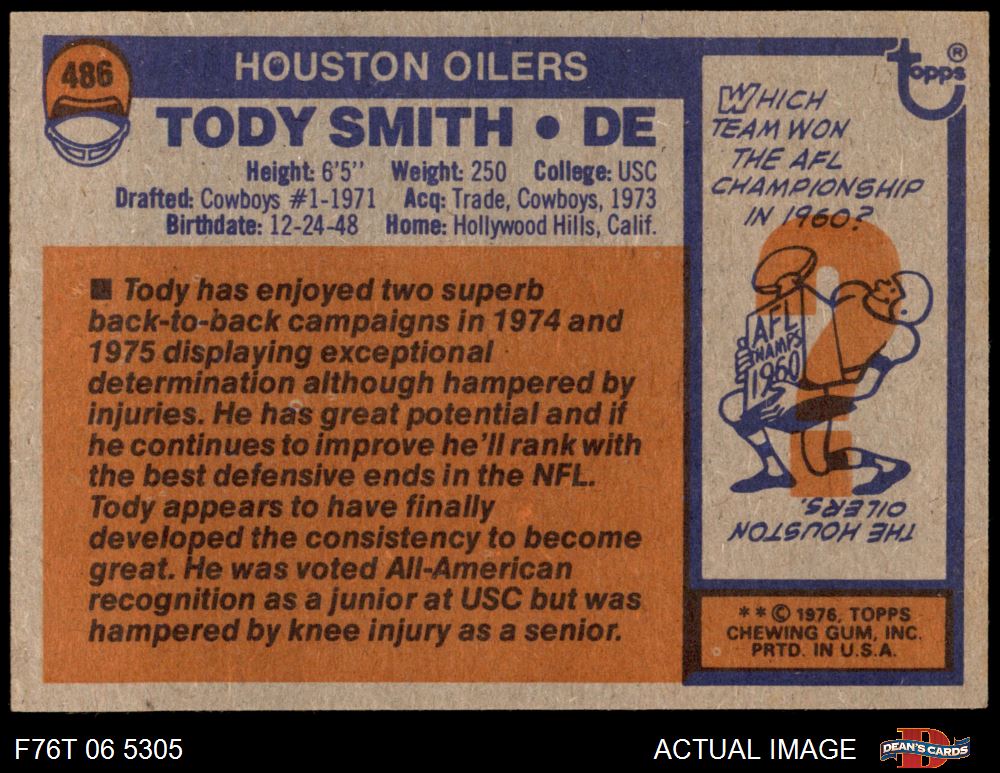 486
HOUSTON OILERS
TODY SMITH • DE
Height: 6'5'' Weight: 250 College: USC
Drafted: Cowboys #1-1971 Acq: Trade, Cowboys, 1973
Birthdate: 12-24-48 Home: Hollywood Hills, Calif.
■ Tody has enjoyed two superb
back-to-back campaigns in 1974 and
1975 displaying exceptional
determination although hampered by
injuries. He has great potential and if
he continues to improve he'll rank with
the best defensive ends in the NFL.
Tody appears to have finally
developed the consistency to become
great. He was voted All-American
recognition as a junior at USC but was
hampered by knee injury as a senior.
Topps®
WHICH
TEAM WON
THE AFL
CHAMPIONSHIP
IN 1960?
AFL
CHAMPS
1960
THE HOUSTON
OILERS.
**© 1976, TOPPS
CHEWING GUM, INC.
PRTD. IN U.S.A.
F76T 06 5305
ACTUAL IMAGE
DEAN'S CARDS